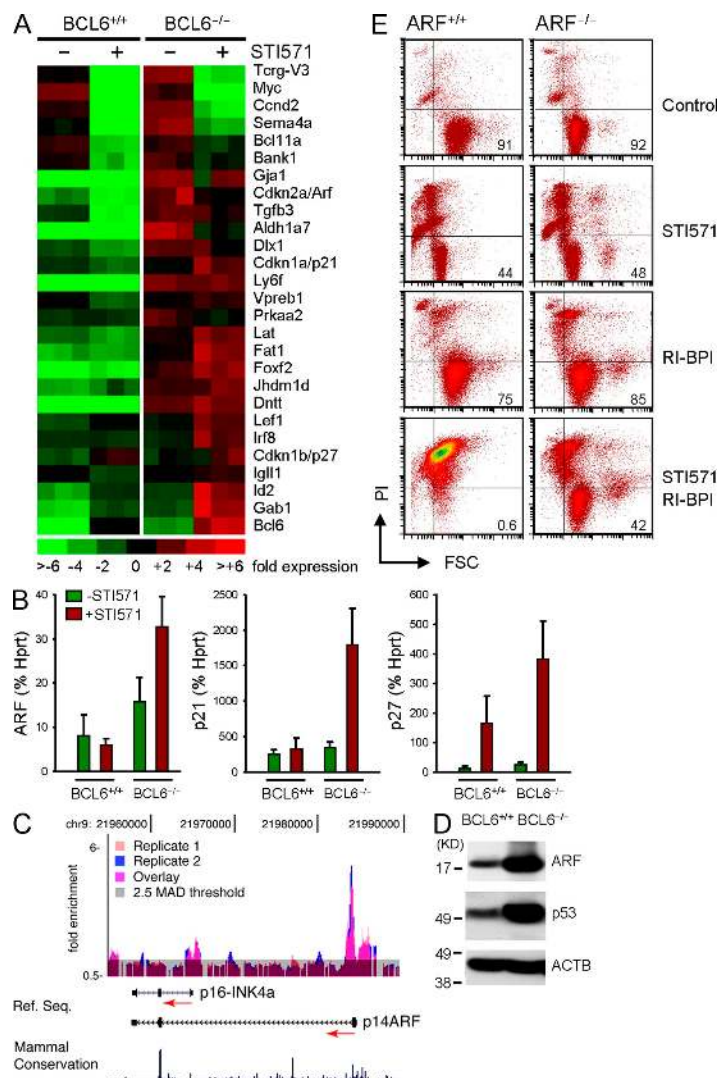 A
BCL6+/+ BCL6−/−
− + − + STI571
Tcrg-V3
Myc
Ccnd2
Sema4a
Bcl11a
Bank1
Gja1
Cdkn2a/Arf
Tgfb3
Aldh1a7
Dlx1
Cdkn1a/p21
Ly6f
Vpreb1
Prkaa2
Lat
Fat1
Foxf2
Jhdm1d
Dntt
Lef1
Irf8
Cdkn1b/p27
Igll1
Id2
Gab1
Bcl6
>-6 -4 -2 0 +2 +4 >+6 fold expression
E
ARF+/+ ARF−/−
91 92 Control
44 48 STI571
75 85 RI-BPI
0.6 42 STI571 RI-BPI
PI
FSC
B
-STI571
+STI571
ARF (% Hprt)
40
30
20
10
0
BCL6+/+ BCL6−/−
p21 (% Hprt)
2500
2000
1500
1000
500
0
BCL6+/+ BCL6−/−
p27 (% Hprt)
600
500
400
300
200
100
0
BCL6+/+ BCL6−/−
C
chr9: 21960000 21970000 21980000 21990000
6-
fold enrichment
0.5-
Replicate 1
Replicate 2
Overlay
2.5 MAD threshold
p16-INK4a
Ref. Seq.
p14ARF
Mammal
Conservation
D
BCL6+/+ BCL6−/−
(KD)
17 ARF
49 p53
49
38 ACTB